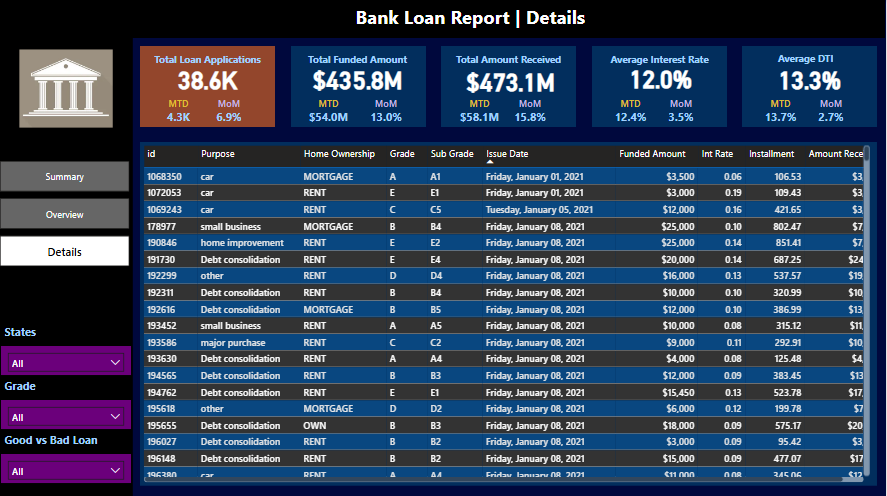 Bank Loan Report | Details
Total Loan Applications
38.6K
MTD MoM
4.3K 6.9%
Total Funded Amount
$435.8M
MTD MoM
$54.0M 13.0%
Total Amount Received
$473.1M
MTD MoM
$58.1M 15.8%
Average Interest Rate
12.0%
MTD MoM
12.4% 3.5%
Average DTI
13.3%
MTD MoM
13.7% 2.7%
Summary
Overview
Details
States
All
Grade
All
Good vs Bad Loan
All
id Purpose Home Ownership Grade Sub Grade Issue Date Funded Amount Int Rate Installment Amount Rece
1068350 car MORTGAGE A A1 Friday, January 01, 2021 $3,500 0.06 106.53 $3,
1072053 car RENT E E1 Friday, January 01, 2021 $3,000 0.19 109.43 $3,
1069243 car RENT C C5 Tuesday, January 05, 2021 $12,000 0.16 421.65 $3,
178977 small business MORTGAGE B B4 Friday, January 08, 2021 $25,000 0.10 802.47 $7,
190846 home improvement RENT E E2 Friday, January 08, 2021 $25,000 0.14 851.41 $7,
191730 Debt consolidation RENT E E4 Friday, January 08, 2021 $20,000 0.14 687.25 $24
192299 other RENT D D4 Friday, January 08, 2021 $16,000 0.13 537.57 $19,
192311 Debt consolidation RENT B B4 Friday, January 08, 2021 $10,000 0.10 320.99 $10,
192616 Debt consolidation MORTGAGE B B5 Friday, January 08, 2021 $12,000 0.10 386.99 $13,
193452 small business RENT A A5 Friday, January 08, 2021 $10,000 0.08 315.12 $11,
193586 major purchase RENT C C2 Friday, January 08, 2021 $9,000 0.11 292.91 $10,
193630 Debt consolidation RENT A A4 Friday, January 08, 2021 $4,000 0.08 125.48 $4,
194565 Debt consolidation RENT B B3 Friday, January 08, 2021 $12,000 0.09 383.45 $13
194762 Debt consolidation RENT E E1 Friday, January 08, 2021 $15,450 0.13 523.78 $17,
195618 other MORTGAGE D D2 Friday, January 08, 2021 $6,000 0.12 199.78 $7
195655 Debt consolidation OWN B B3 Friday, January 08, 2021 $18,000 0.09 575.17 $20
196027 Debt consolidation RENT B B2 Friday, January 08, 2021 $3,000 0.09 95.42 $3,
196148 Debt consolidation RENT B B2 Friday, January 08, 2021 $15,000 0.09 477.07 $17
196380 car RENT A A4 Friday, January 08, 2021 $11,000 0.08 345.06 $12